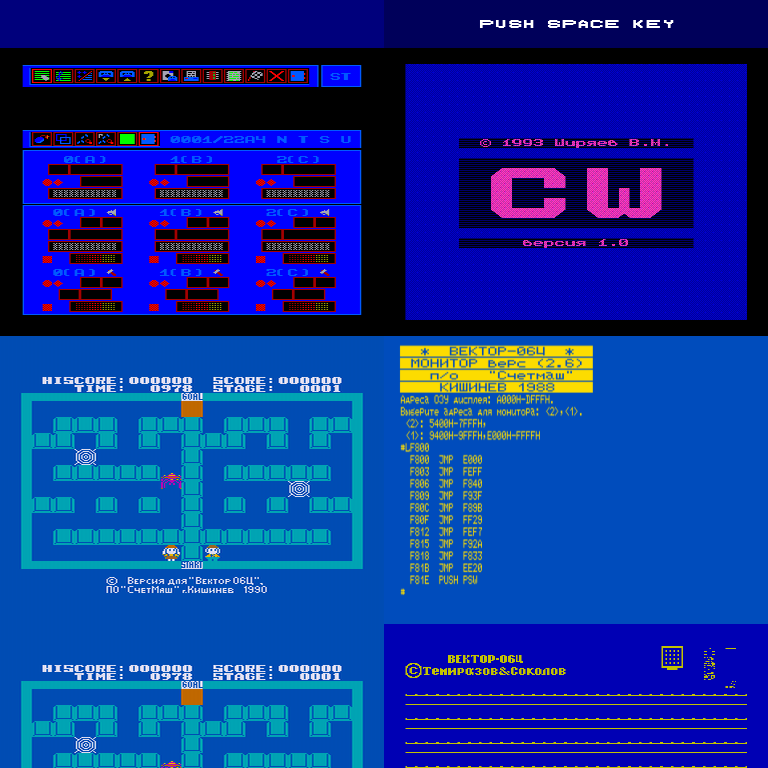 PUSH SPACE KEY
ST
0001/22A4 N T S U
0(A) 1(B) 2(C)
0(A) 1(B) 2(C)
0(A) 1(B) 2(C)
© 1993 Ширяев В.М.
CW
версия 1.0
HISCORE:000000 SCORE:000000
TIME: 0978 STAGE: 0001
GOAL
START
© Версия для "Вектор 06Ц",
ПО "СчетМаш" г.Кишинев 1990
* ВЕКТОР-06Ц *
МОНИТОР Верс (2.6)
п/о "Счетмаш"
КИШИНЕВ 1988
Адреса ОЗУ дисплея: A000H-DFFFH.
Выберите адреса для монитора: (2);(1).
(2): 5400H-7FFFH;
(1): 9400H-9FFFH;E000H-FFFFH
*LF800
F800 JMP E000
F803 JMP FEFF
F806 JMP F840
F809 JMP F93F
F80C JMP F89B
F80F JMP FF29
F812 JMP FEF7
F815 JMP F92A
F818 JMP F833
F81B JMP EE20
F81E PUSH PSW
*
HISCORE:000000 SCORE:000000
TIME: 0978 STAGE: 0001
GOAL
ВЕКТОР-06Ц
©Темиразов&Соколов